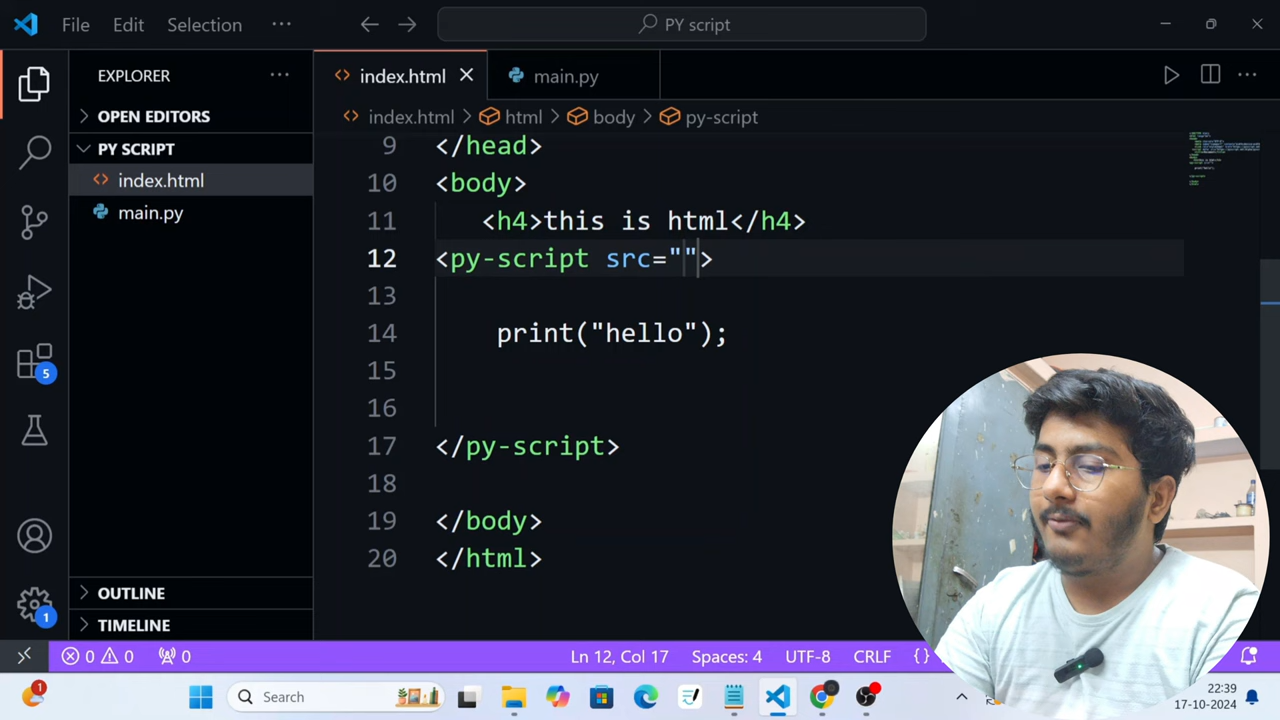 File Edit Selection ··· PY script
EXPLORER ···
OPEN EDITORS
PY SCRIPT
index.html
main.py
OUTLINE
TIMELINE
index.html main.py
index.html > html > body > py-script
9 </head>
10 <body>
11 <h4>this is html</h4>
12 <py-script src="">
13
14 print("hello");
15
16
17 </py-script>
18
19 </body>
20 </html>
5
1
0 0 0 Ln 12, Col 17 Spaces: 4 UTF-8 CRLF {}
1 Search 22:39
17-10-2024